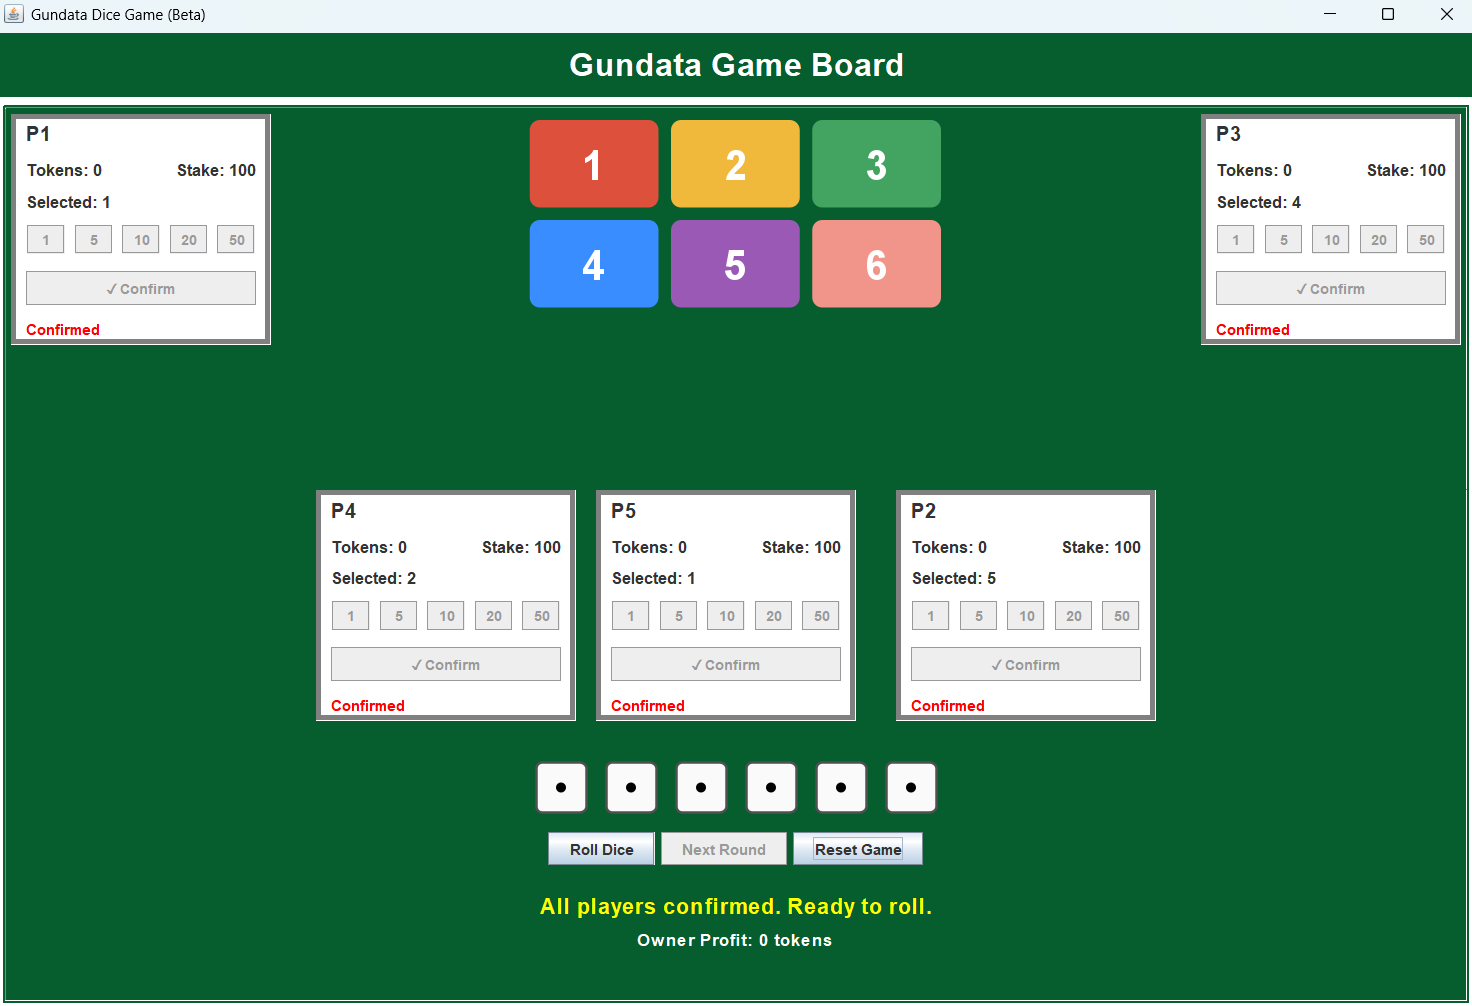 Gundata Dice Game (Beta)
Gundata Game Board
P1
Tokens: 0 Stake: 100
Selected: 1
1 5 10 20 50
✓ Confirm
Confirmed
1 2 3
4 5 6
P3
Tokens: 0 Stake: 100
Selected: 4
1 5 10 20 50
✓ Confirm
Confirmed
P4
Tokens: 0 Stake: 100
Selected: 2
1 5 10 20 50
✓ Confirm
Confirmed
P5
Tokens: 0 Stake: 100
Selected: 1
1 5 10 20 50
✓ Confirm
Confirmed
P2
Tokens: 0 Stake: 100
Selected: 5
1 5 10 20 50
✓ Confirm
Confirmed
Roll Dice Next Round Reset Game
All players confirmed. Ready to roll.
Owner Profit: 0 tokens